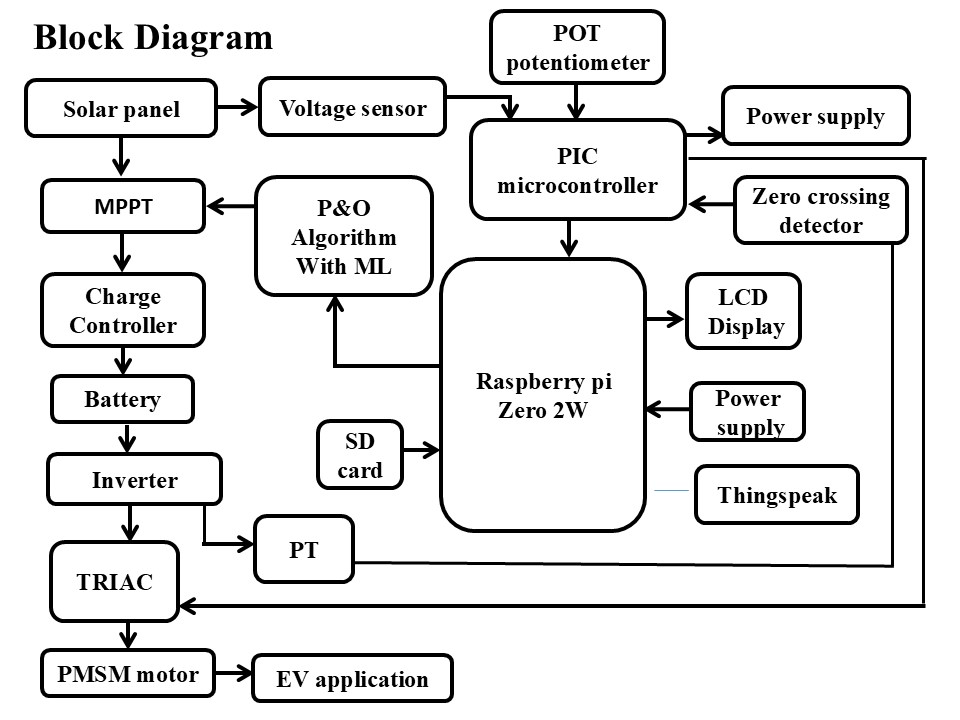 Block Diagram
POT
potentiometer
Solar panel
Voltage sensor
Power supply
PIC
microcontroller
MPPT
P&O
Algorithm
With ML
Zero crossing
detector
Charge
Controller
LCD
Display
Raspberry pi
Zero 2W
Battery
Power
supply
SD
card
Inverter
Thingspeak
PT
TRIAC
PMSM motor
EV application